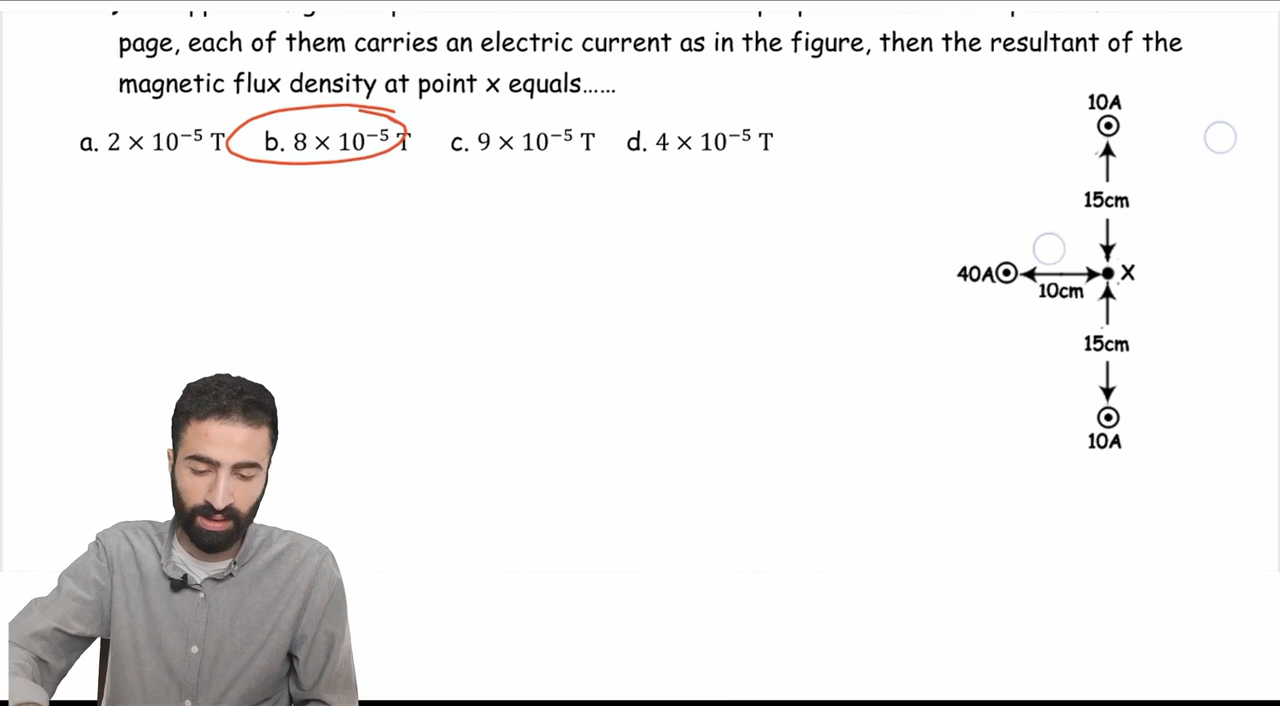 page, each of them carries an electric current as in the figure, then the resultant of the
magnetic flux density at point x equals......
a. 2 × 10⁻⁵ T b. 8 × 10⁻⁵ T c. 9 × 10⁻⁵ T d. 4 × 10⁻⁵ T
10A
15cm
40A X
10cm
15cm
10A